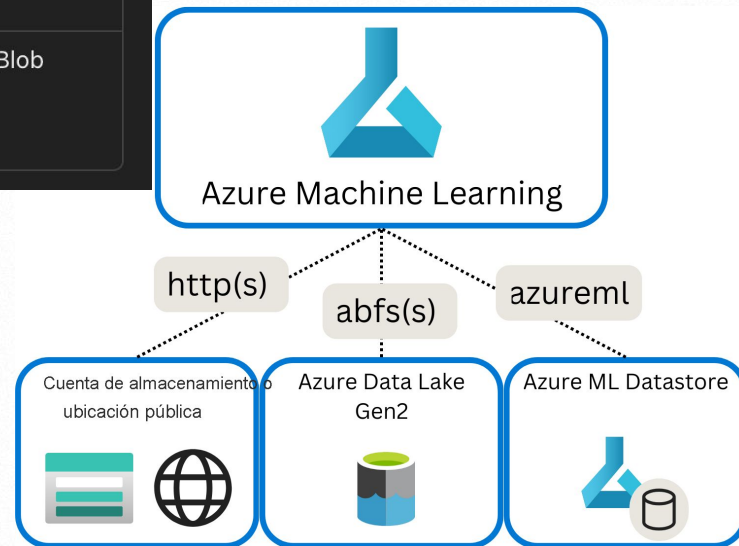 Blob
Azure Machine Learning
http(s)
abfs(s)
azureml
Cuenta de almacenamiento o
ubicación pública
Azure Data Lake
Gen2
Azure ML Datastore